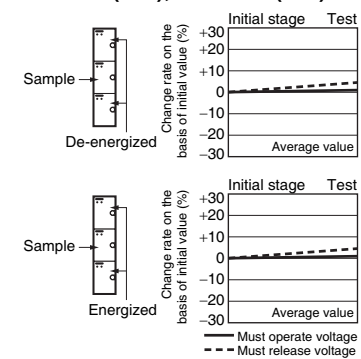 Initial stage Test
Change rate on the
basis of initial value (%)
+30
+20
+10
0
−10
−20
−30
Average value
Sample
De-energized
Initial stage Test
Change rate on the
basis of initial value (%)
+30
+20
+10
0
−10
−20
−30
Average value
Sample
Energized
Must operate voltage
Must release voltage